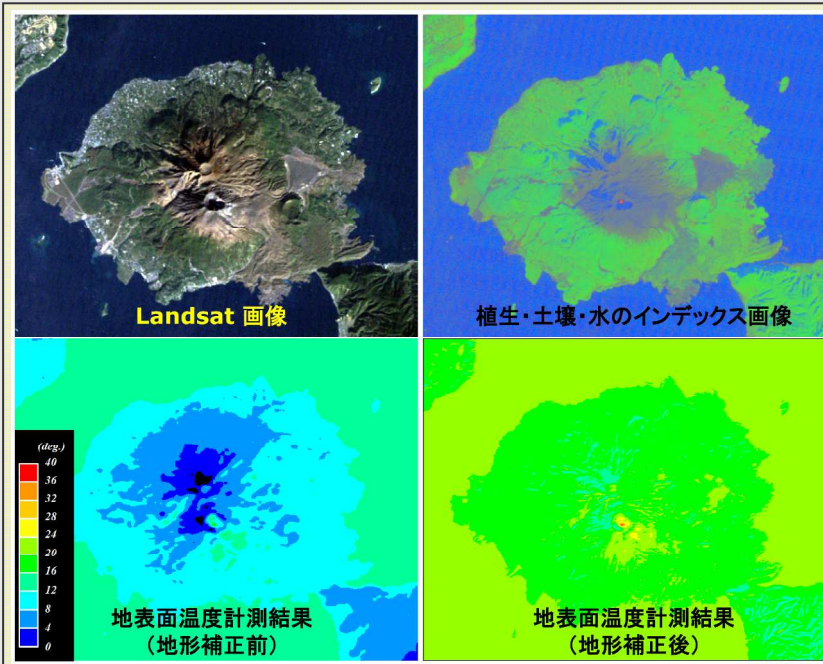 Landsat 画像
植生・土壌・水のインデックス画像
(deg.)
40
36
32
28
24
20
16
12
8
4
0
地表面温度計測結果
(地形補正前)
地表面温度計測結果
(地形補正後)